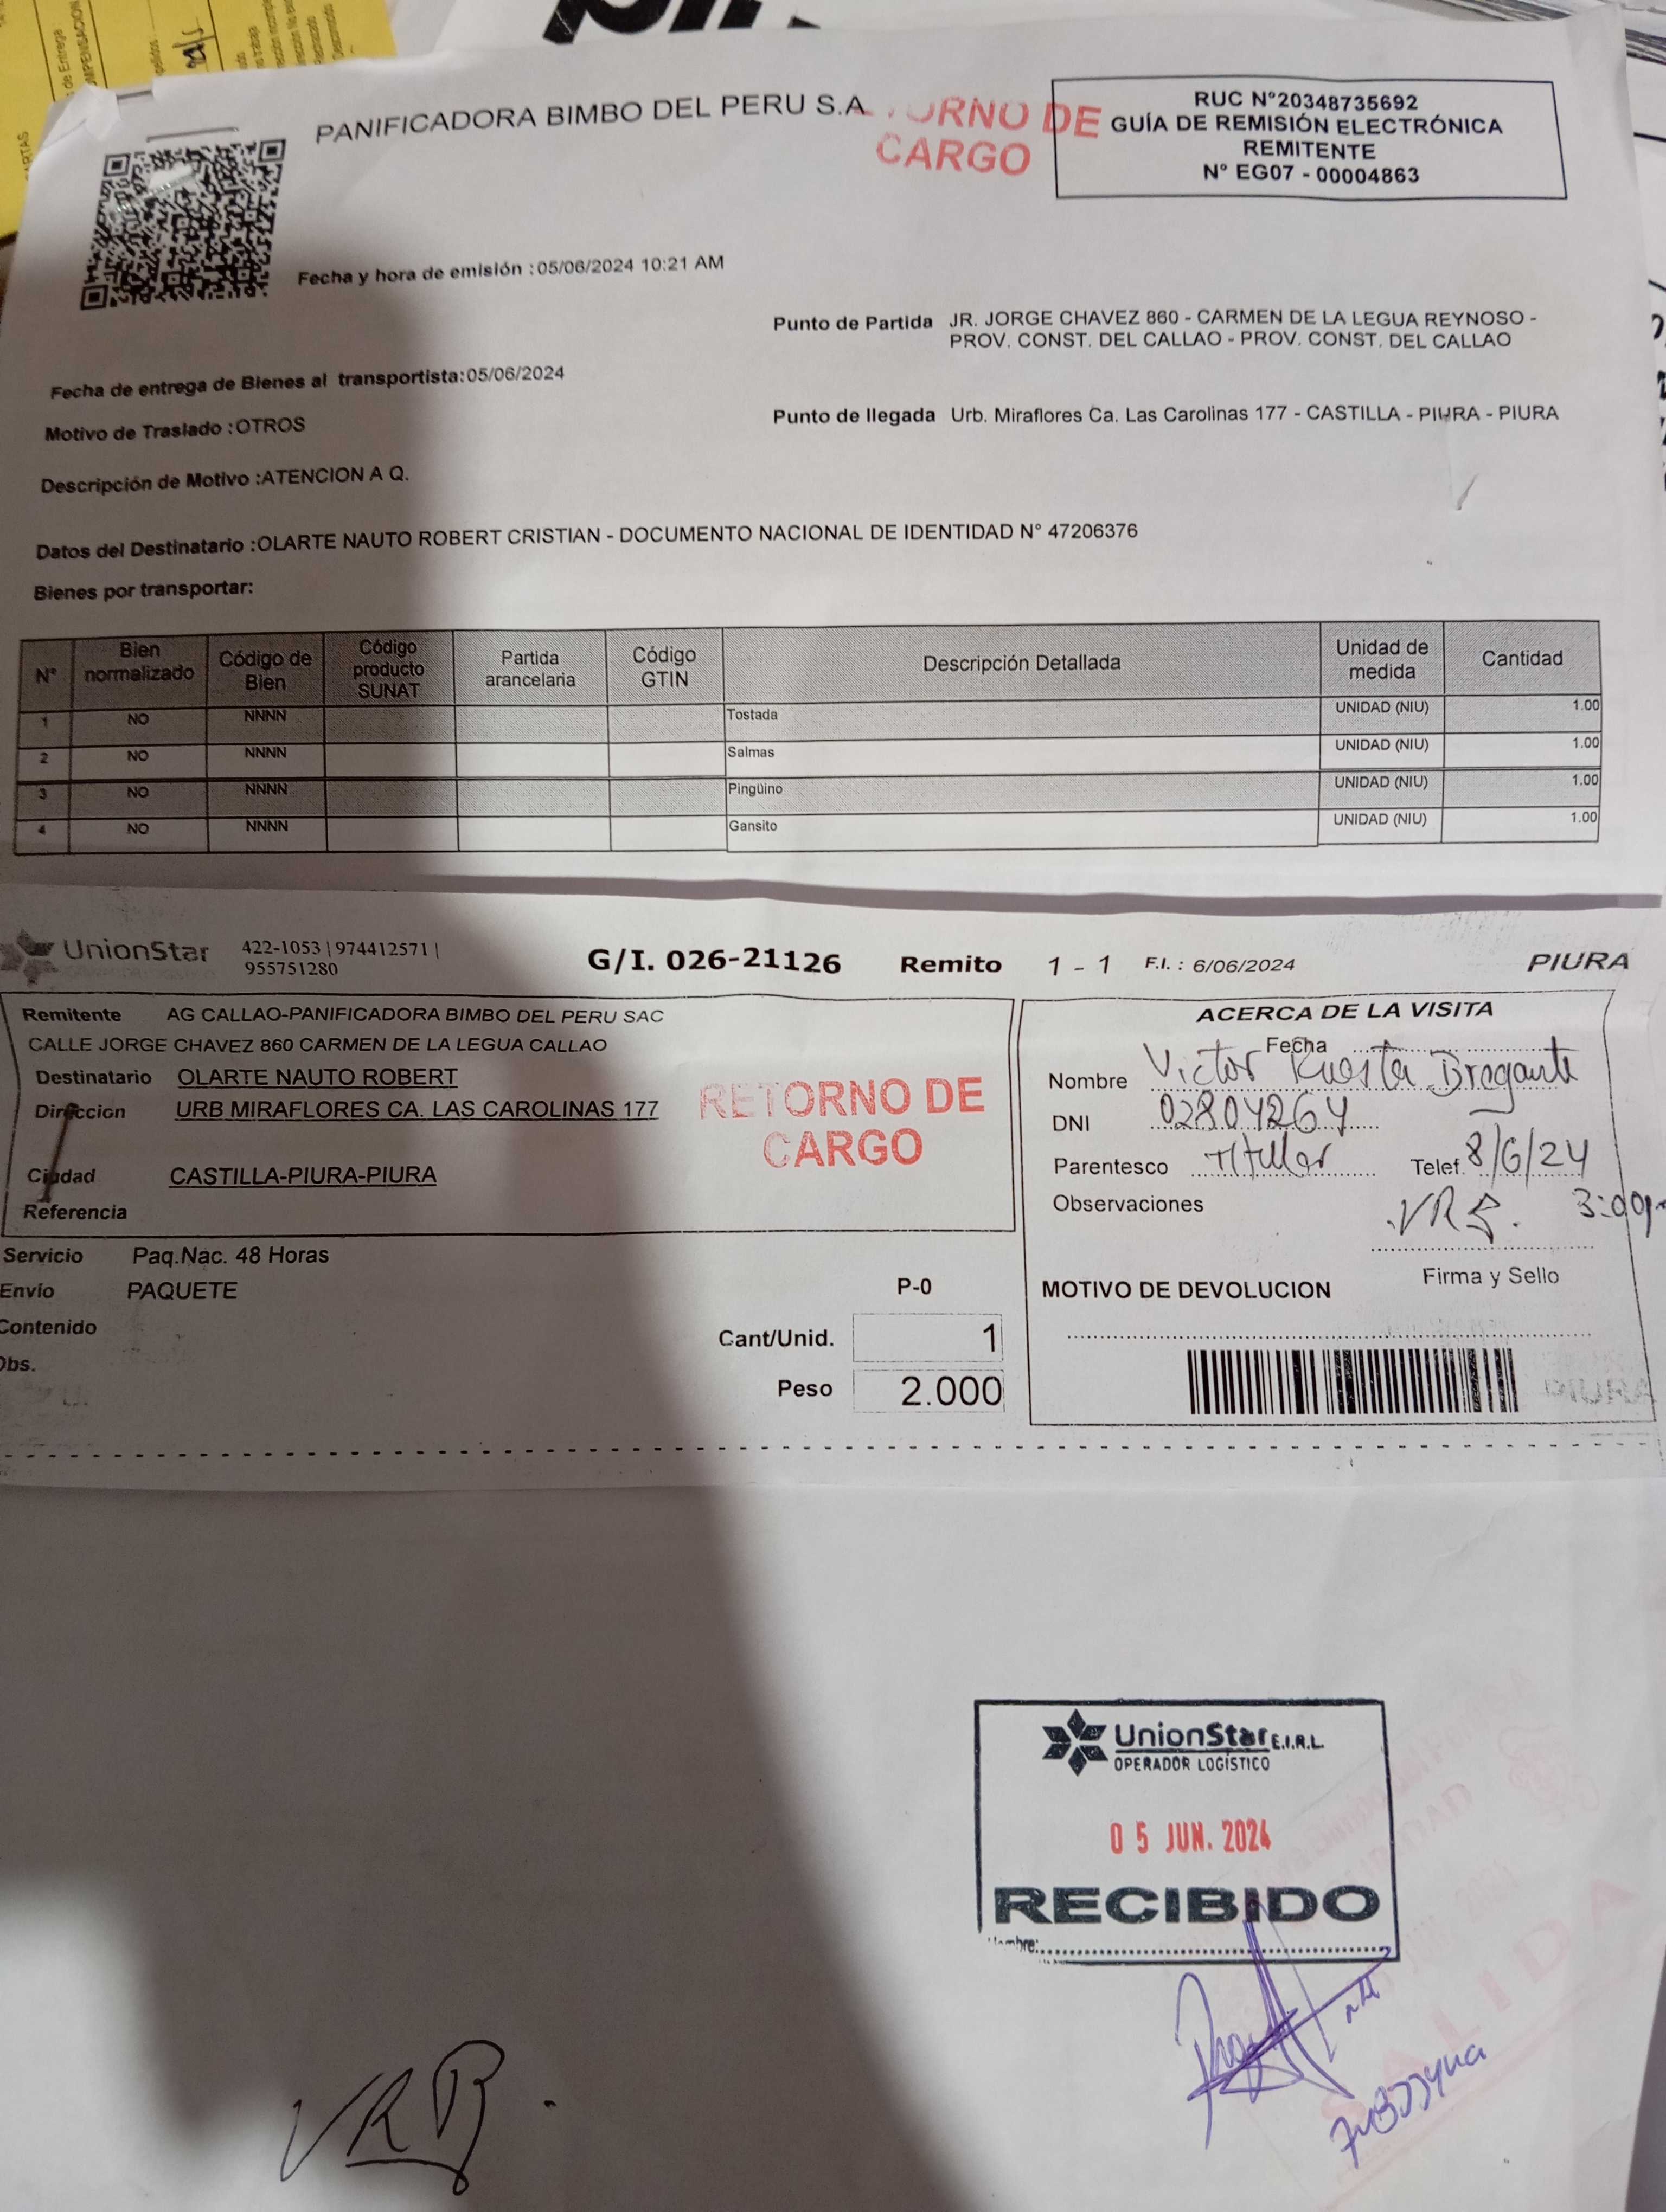 PANIFICADORA BIMBO DEL PERU S.A
RETORNO DE
CARGO
RUC N°20348735692
GUÍA DE REMISIÓN ELECTRÓNICA
REMITENTE
N° EG07 - 00004863
Fecha y hora de emisión :05/06/2024 10:21 AM
Punto de Partida JR. JORGE CHAVEZ 860 - CARMEN DE LA LEGUA REYNOSO -
PROV. CONST. DEL CALLAO - PROV. CONST. DEL CALLAO
Fecha de entrega de Bienes al transportista:05/06/2024
Motivo de Traslado :OTROS
Punto de llegada Urb. Miraflores Ca. Las Carolinas 177 - CASTILLA - PIURA - PIURA
Descripción de Motivo :ATENCION A Q.
Datos del Destinatario :OLARTE NAUTO ROBERT CRISTIAN - DOCUMENTO NACIONAL DE IDENTIDAD N° 47206376
Bienes por transportar:
N° Bien normalizado Código de Bien Código producto SUNAT Partida arancelaria Código GTIN Descripción Detallada Unidad de medida Cantidad
1 NO NNNN Tostada UNIDAD (NIU) 1.00
2 NO NNNN Salmas UNIDAD (NIU) 1.00
3 NO NNNN Pingüino UNIDAD (NIU) 1.00
4 NO NNNN Gansito UNIDAD (NIU) 1.00
UnionStar 422-1053 | 974412571 |
955751280
G/I. 026-21126 Remito 1 - 1 F.I. : 6/06/2024 PIURA
Remitente AG CALLAO-PANIFICADORA BIMBO DEL PERU SAC
CALLE JORGE CHAVEZ 860 CARMEN DE LA LEGUA CALLAO
Destinatario OLARTE NAUTO ROBERT
Direccion URB MIRAFLORES CA. LAS CAROLINAS 177
Ciudad CASTILLA-PIURA-PIURA
Referencia
RETORNO DE
CARGO
ACERCA DE LA VISITA
Fecha
Nombre Victor
DNI 02804264
Parentesco Titular Telef. 8/6/24
Observaciones 3:00p
Firma y Sello
MOTIVO DE DEVOLUCION
Servicio Paq.Nac. 48 Horas
Envío PAQUETE
Contenido
Obs.
P-0
Cant/Unid. 1
Peso 2.000
PIURA
UnionStar E.I.R.L.
OPERADOR LOGÍSTICO
05 JUN. 2024
RECIBIDO
Nombre:
SALIDA
VRB.